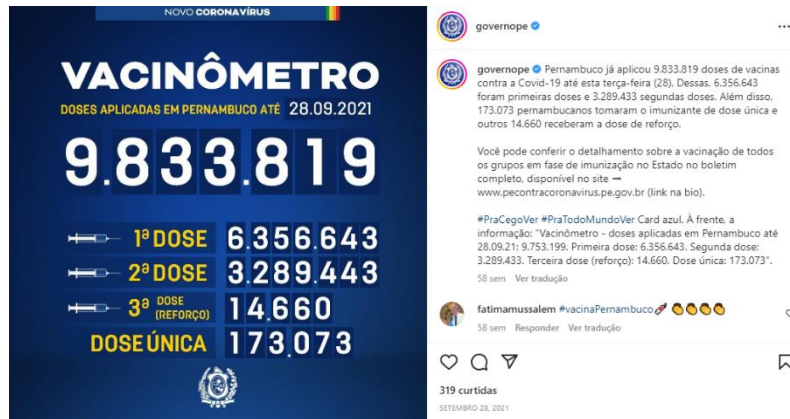 NOVO CORONAVÍRUS
VACINÔMETRO
DOSES APLICADAS EM PERNAMBUCO ATÉ 28.09.2021
9.833.819
1ª DOSE 6.356.643
2ª DOSE 3.289.443
3ª DOSE (REFORÇO) 14.660
DOSE ÚNICA 173.073
governope
governope Pernambuco já aplicou 9.833.819 doses de vacinas
contra a Covid-19 até esta terça-feira (28). Dessas, 6.356.643
foram primeiras doses e 3.289.433 segundas doses. Além disso,
173.073 pernambucanos tomaram o imunizante de dose única e
outros 14.660 receberam a dose de reforço.
Você pode conferir o detalhamento sobre a vacinação de todos
os grupos em fase de imunização no Estado no boletim
completo, disponível no site ➞
www.pecontracoronavirus.pe.gov.br (link na bio).
#PraCegoVer #PraTodoMundoVer Card azul. À frente, a
informação: "Vacinômetro - doses aplicadas em Pernambuco até
28.09.21: 9.753.199. Primeira dose: 6.356.643. Segunda dose:
3.289.433. Terceira dose (reforço): 14.660. Dose única: 173.073".
58 sem Ver tradução
fatimamussalem #vacinaPernambuco💉 👏👏👏👏
58 sem Responder Ver tradução
319 curtidas
SETEMBRO 28, 2021